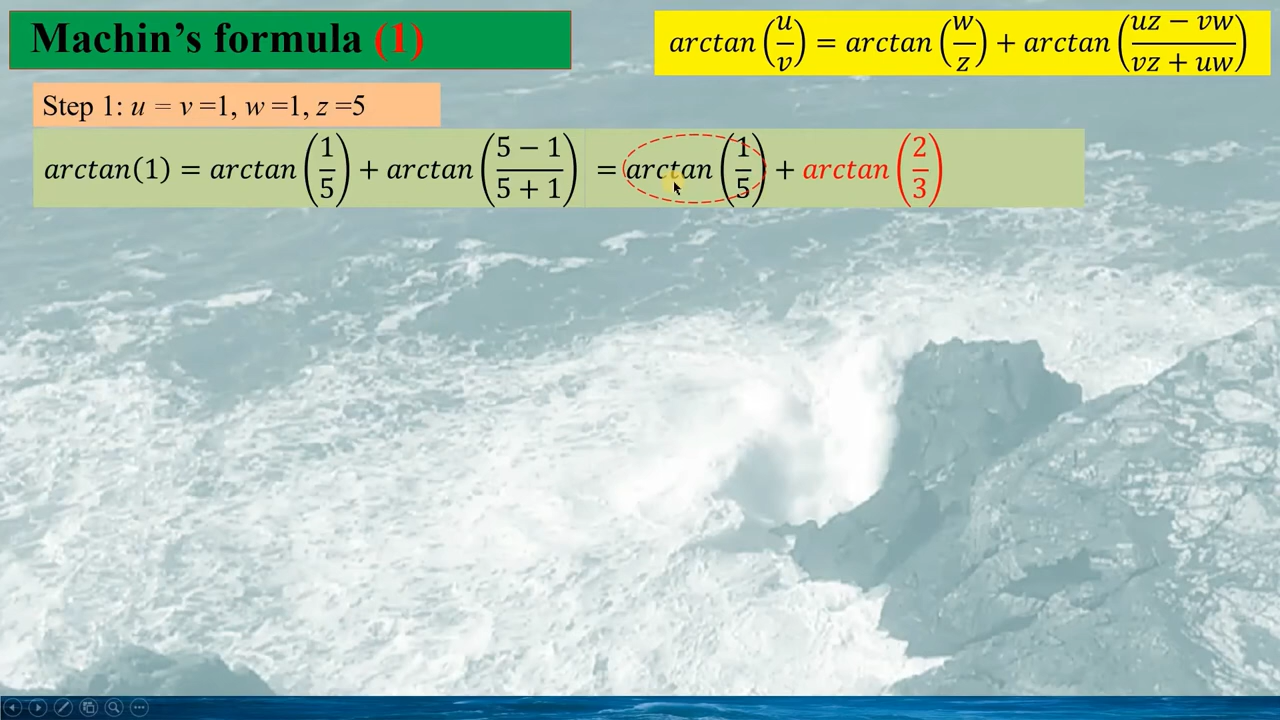 Machin's formula (1)
arctan(u/v) = arctan(w/z) + arctan((uz − vw)/(vz + uw))
Step 1: u = v =1, w =1, z =5
arctan(1) = arctan(1/5) + arctan((5 − 1)/(5 + 1)) = arctan(1/5) + arctan(2/3)